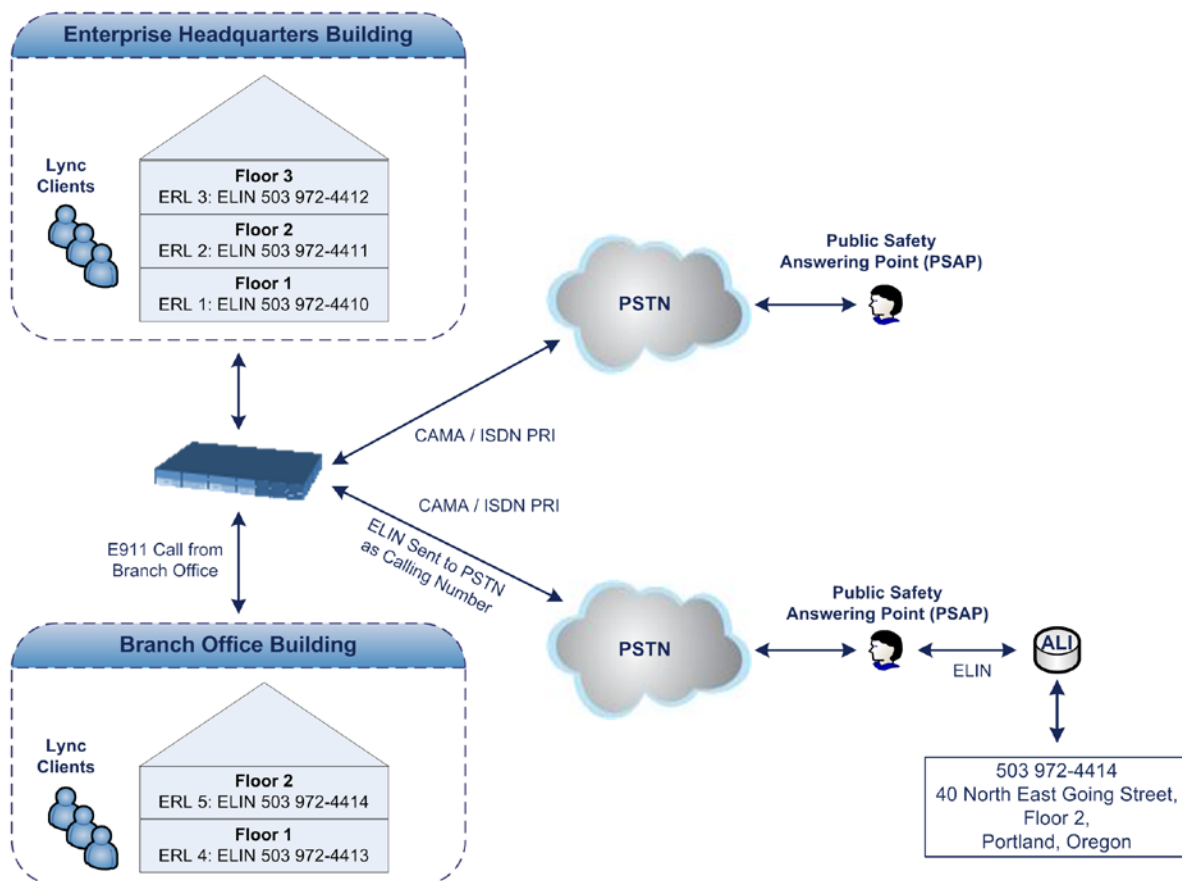 Enterprise Headquarters Building
Lync
Clients
Floor 3
ERL 3: ELIN 503 972-4412
Floor 2
ERL 2: ELIN 503 972-4411
Floor 1
ERL 1: ELIN 503 972-4410
PSTN
Public Safety
Answering Point (PSAP)
CAMA / ISDN PRI
CAMA / ISDN PRI
ELIN Sent to PSTN
as Calling Number
E911 Call from
Branch Office
PSTN
Public Safety
Answering Point (PSAP)
ELIN
ALI
503 972-4414
40 North East Going Street,
Floor 2,
Portland, Oregon
Branch Office Building
Lync
Clients
Floor 2
ERL 5: ELIN 503 972-4414
Floor 1
ERL 4: ELIN 503 972-4413